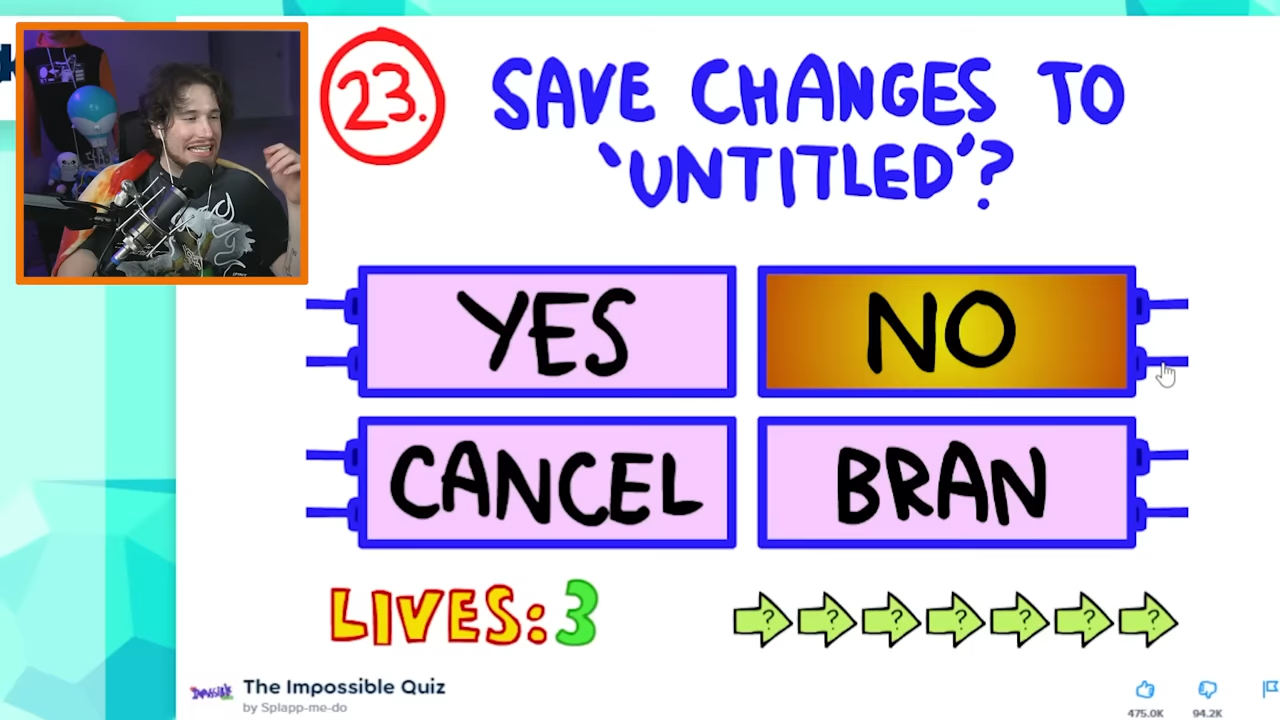 23.
SAVE CHANGES TO
'UNTITLED'?
YES
NO
CANCEL
BRAN
LIVES: 3
? ? ? ? ? ? ?
The Impossible Quiz
by Splapp-me-do
475.0K
94.2K